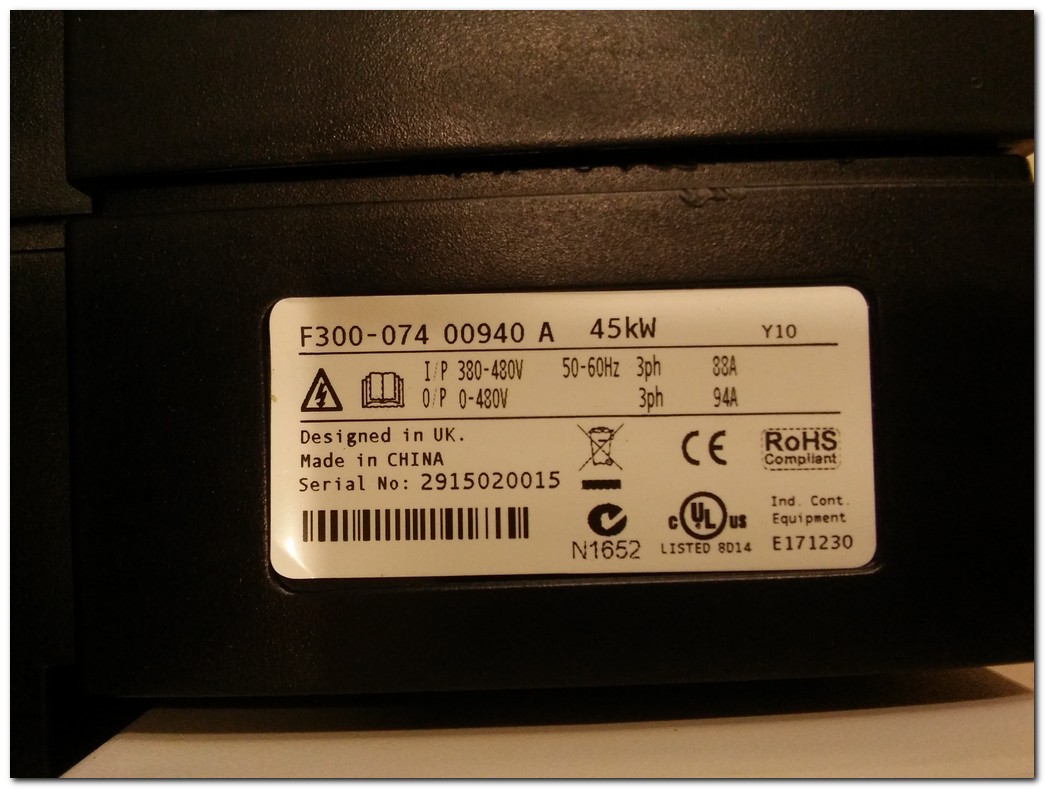 F300-074 00940 A 45kW Y10
I/P 380-480V 50-60Hz 3ph 88A
O/P 0-480V 3ph 94A
Designed in UK.
Made in CHINA
Serial No: 2915020015
CE
RoHS
Compliant
N1652
c UL us
LISTED 8D14
Ind. Cont.
Equipment
E171230